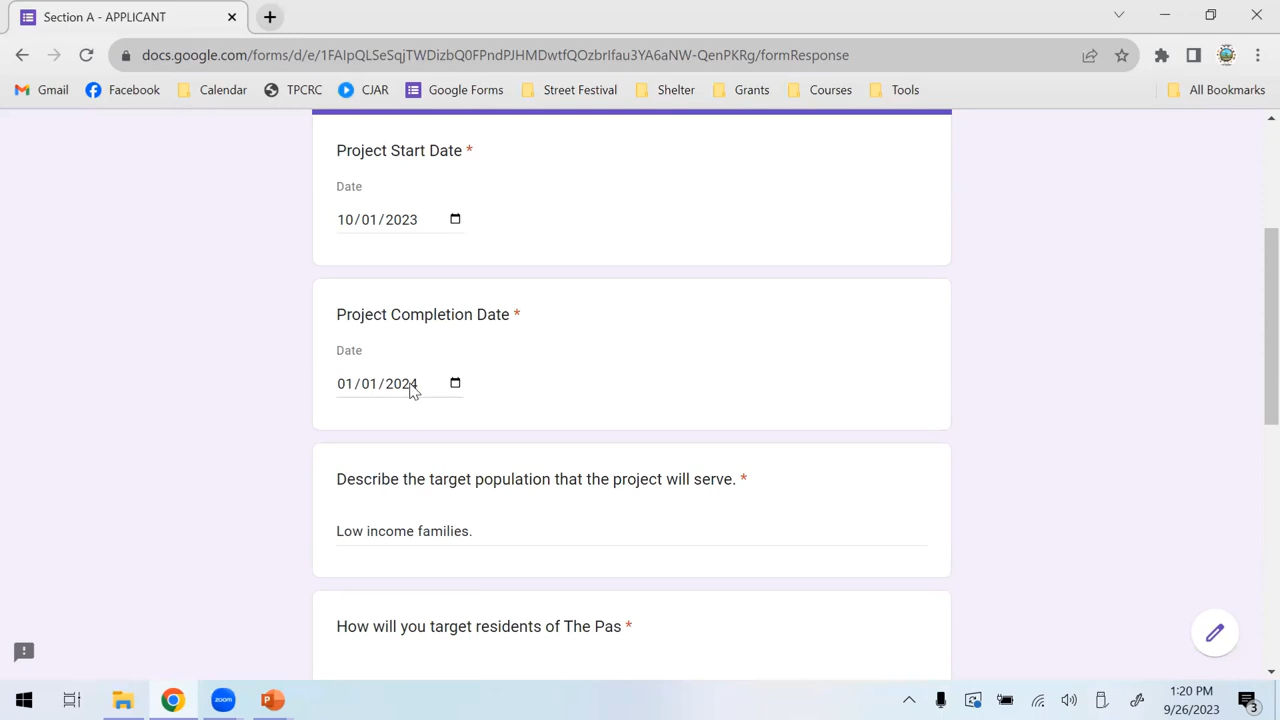 Section A - APPLICANT
docs.google.com/forms/d/e/1FAIpQLSeSqjTWDizbQ0FPndPJHMDwtfQOzbrIfau3YA6aNW-QenPKRg/formResponse
Gmail Facebook Calendar TPCRC CJAR Google Forms Street Festival Shelter Grants Courses Tools All Bookmarks
Project Start Date *
Date
10/01/2023
Project Completion Date *
Date
01/01/2024
Describe the target population that the project will serve. *
Low income families.
How will you target residents of The Pas *
zoom
1:20 PM
9/26/2023
3